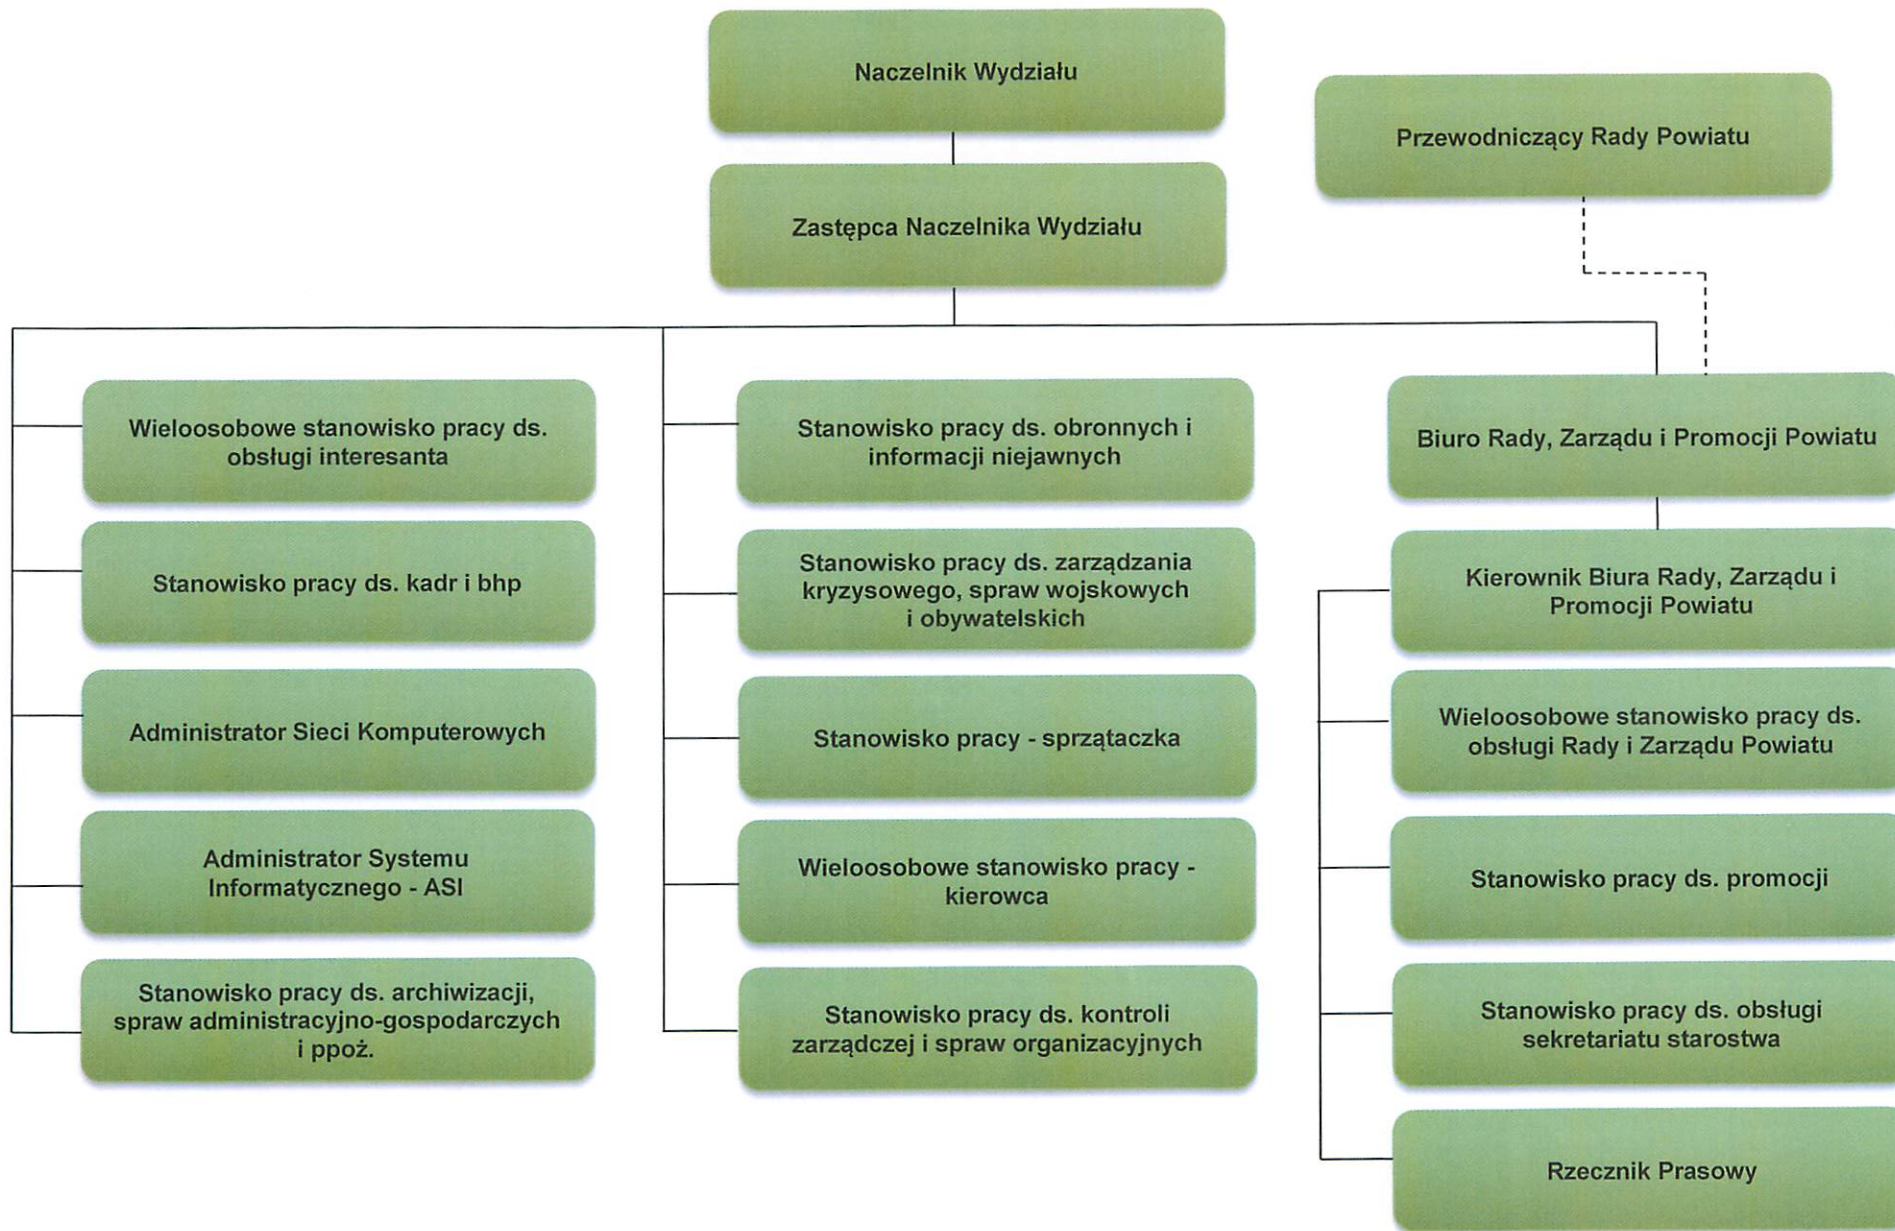 Naczelnik Wydziału
Przewodniczący Rady Powiatu
Zastępca Naczelnika Wydziału
Wieloosobowe stanowisko pracy ds.
obsługi interesanta
Stanowisko pracy ds. kadr i bhp
Administrator Sieci Komputerowych
Administrator Systemu
Informatycznego - ASI
Stanowisko pracy ds. archiwizacji,
spraw administracyjno-gospodarczych
i ppoż.
Stanowisko pracy ds. obronnych i
informacji niejawnych
Stanowisko pracy ds. zarządzania
kryzysowego, spraw wojskowych
i obywatelskich
Stanowisko pracy - sprzątaczka
Wieloosobowe stanowisko pracy -
kierowca
Stanowisko pracy ds. kontroli
zarządczej i spraw organizacyjnych
Biuro Rady, Zarządu i Promocji Powiatu
Kierownik Biura Rady, Zarządu i
Promocji Powiatu
Wieloosobowe stanowisko pracy ds.
obsługi Rady i Zarządu Powiatu
Stanowisko pracy ds. promocji
Stanowisko pracy ds. obsługi
sekretariatu starostwa
Rzecznik Prasowy